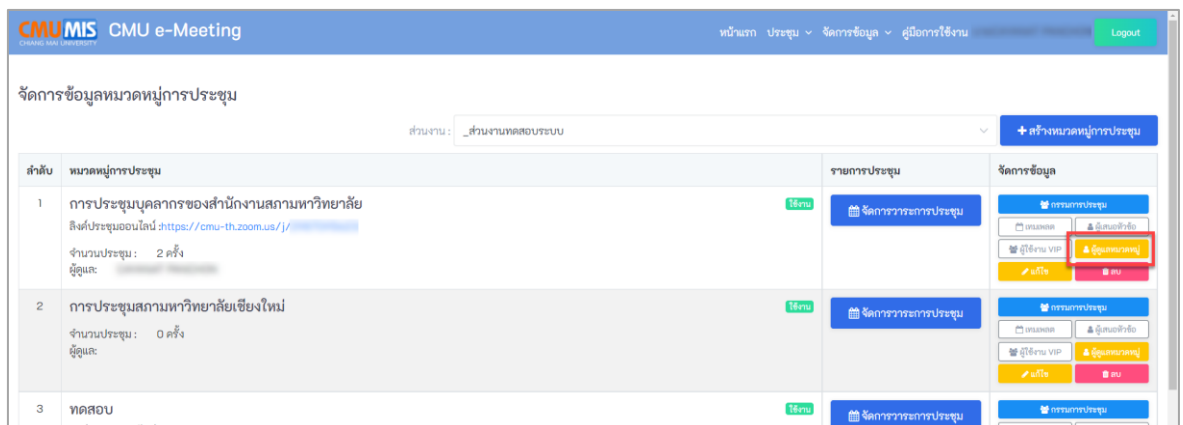 CMU MIS CMU e-Meeting หน้าแรก ประชุม จัดการข้อมูล คู่มือการใช้งาน Logout
CHIANG MAI UNIVERSITY
จัดการข้อมูลหมวดหมู่การประชุม
ส่วนงาน : _ส่วนงานทดสอบระบบ + สร้างหมวดหมู่การประชุม
ลำดับ หมวดหมู่การประชุม รายการประชุม จัดการข้อมูล
1 การประชุมบุคลากรของสำนักงานสภามหาวิทยาลัย ใช้งาน จัดการวาระการประชุม กรรมการประชุม
ลิงค์ประชุมออนไลน์ :https://cmu-th.zoom.us/j/ เทมเพลต ผู้เสนอหัวข้อ
จำนวนประชุม : 2 ครั้ง ผู้ใช้งาน VIP ผู้ดูแลหมวดหมู่
ผู้ดูแล: แก้ไข ลบ
2 การประชุมสภามหาวิทยาลัยเชียงใหม่ ใช้งาน จัดการวาระการประชุม กรรมการประชุม
เทมเพลต ผู้เสนอหัวข้อ
จำนวนประชุม : 0 ครั้ง ผู้ใช้งาน VIP ผู้ดูแลหมวดหมู่
ผู้ดูแล: แก้ไข ลบ
3 ทดสอบ ใช้งาน จัดการวาระการประชุม กรรมการประชุม